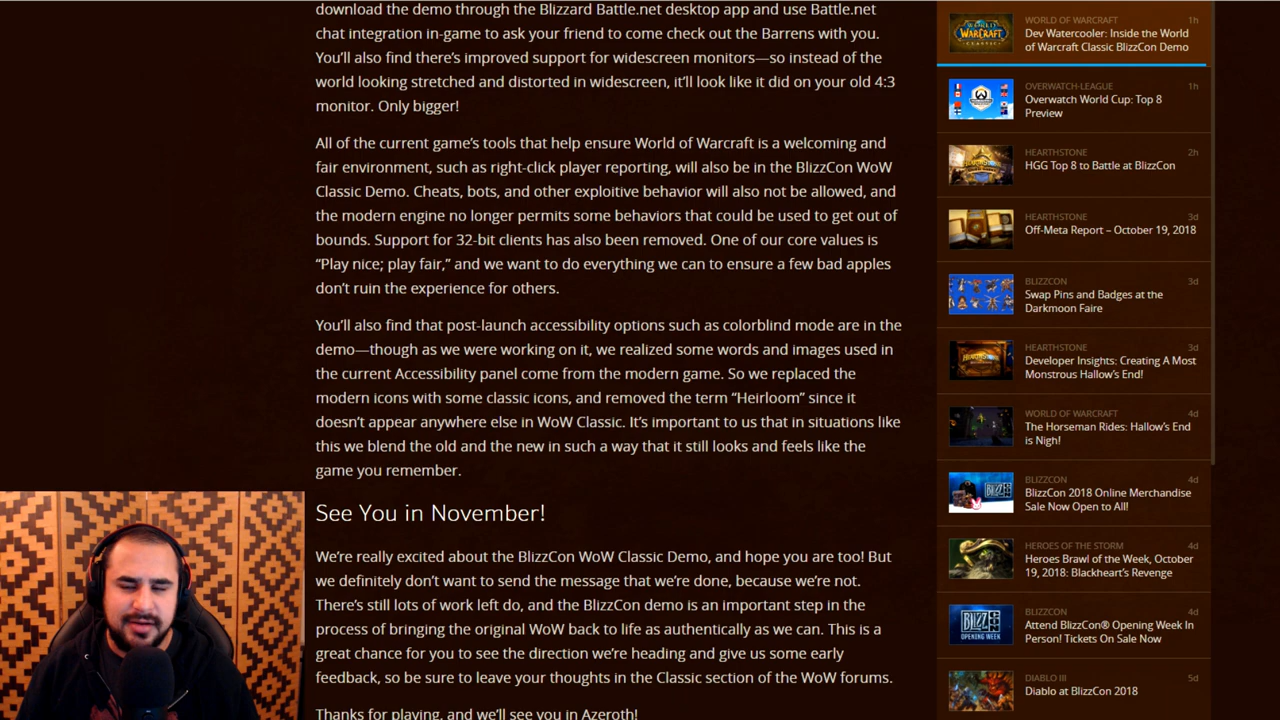 download the demo through the Blizzard Battle.net desktop app and use Battle.net
chat integration in-game to ask your friend to come check out the Barrens with you.
You'll also find there's improved support for widescreen monitors—so instead of the
world looking stretched and distorted in widescreen, it'll look like it did on your old 4:3
monitor. Only bigger!
All of the current game's tools that help ensure World of Warcraft is a welcoming and
fair environment, such as right-click player reporting, will also be in the BlizzCon WoW
Classic Demo. Cheats, bots, and other exploitive behavior will also not be allowed, and
the modern engine no longer permits some behaviors that could be used to get out of
bounds. Support for 32-bit clients has also been removed. One of our core values is
“Play nice; play fair,” and we want to do everything we can to ensure a few bad apples
don't ruin the experience for others.
You'll also find that post-launch accessibility options such as colorblind mode are in the
demo—though as we were working on it, we realized some words and images used in
the current Accessibility panel come from the modern game. So we replaced the
modern icons with some classic icons, and removed the term “Heirloom” since it
doesn't appear anywhere else in WoW Classic. It's important to us that in situations like
this we blend the old and the new in such a way that it still looks and feels like the
game you remember.
See You in November!
We're really excited about the BlizzCon WoW Classic Demo, and hope you are too! But
we definitely don't want to send the message that we're done, because we're not.
There's still lots of work left do, and the BlizzCon demo is an important step in the
process of bringing the original WoW back to life as authentically as we can. This is a
great chance for you to see the direction we're heading and give us some early
feedback, so be sure to leave your thoughts in the Classic section of the WoW forums.
Thanks for playing, and we'll see you in Azeroth!
WORLD OF WARCRAFT 1h
Dev Watercooler: Inside the World
of Warcraft Classic BlizzCon Demo
OVERWATCH-LEAGUE 1h
Overwatch World Cup: Top 8
Preview
HEARTHSTONE 2h
HGG Top 8 to Battle at BlizzCon
HEARTHSTONE 3d
Off-Meta Report – October 19, 2018
BLIZZCON 3d
Swap Pins and Badges at the
Darkmoon Faire
HEARTHSTONE 3d
Developer Insights: Creating A Most
Monstrous Hallow's End!
WORLD OF WARCRAFT 4d
The Horseman Rides: Hallow's End
is Nigh!
BLIZZCON 4d
BlizzCon 2018 Online Merchandise
Sale Now Open to All!
HEROES OF THE STORM 4d
Heroes Brawl of the Week, October
19, 2018: Blackheart's Revenge
BLIZZCON 4d
Attend BlizzCon® Opening Week In
Person! Tickets On Sale Now
DIABLO III 5d
Diablo at BlizzCon 2018